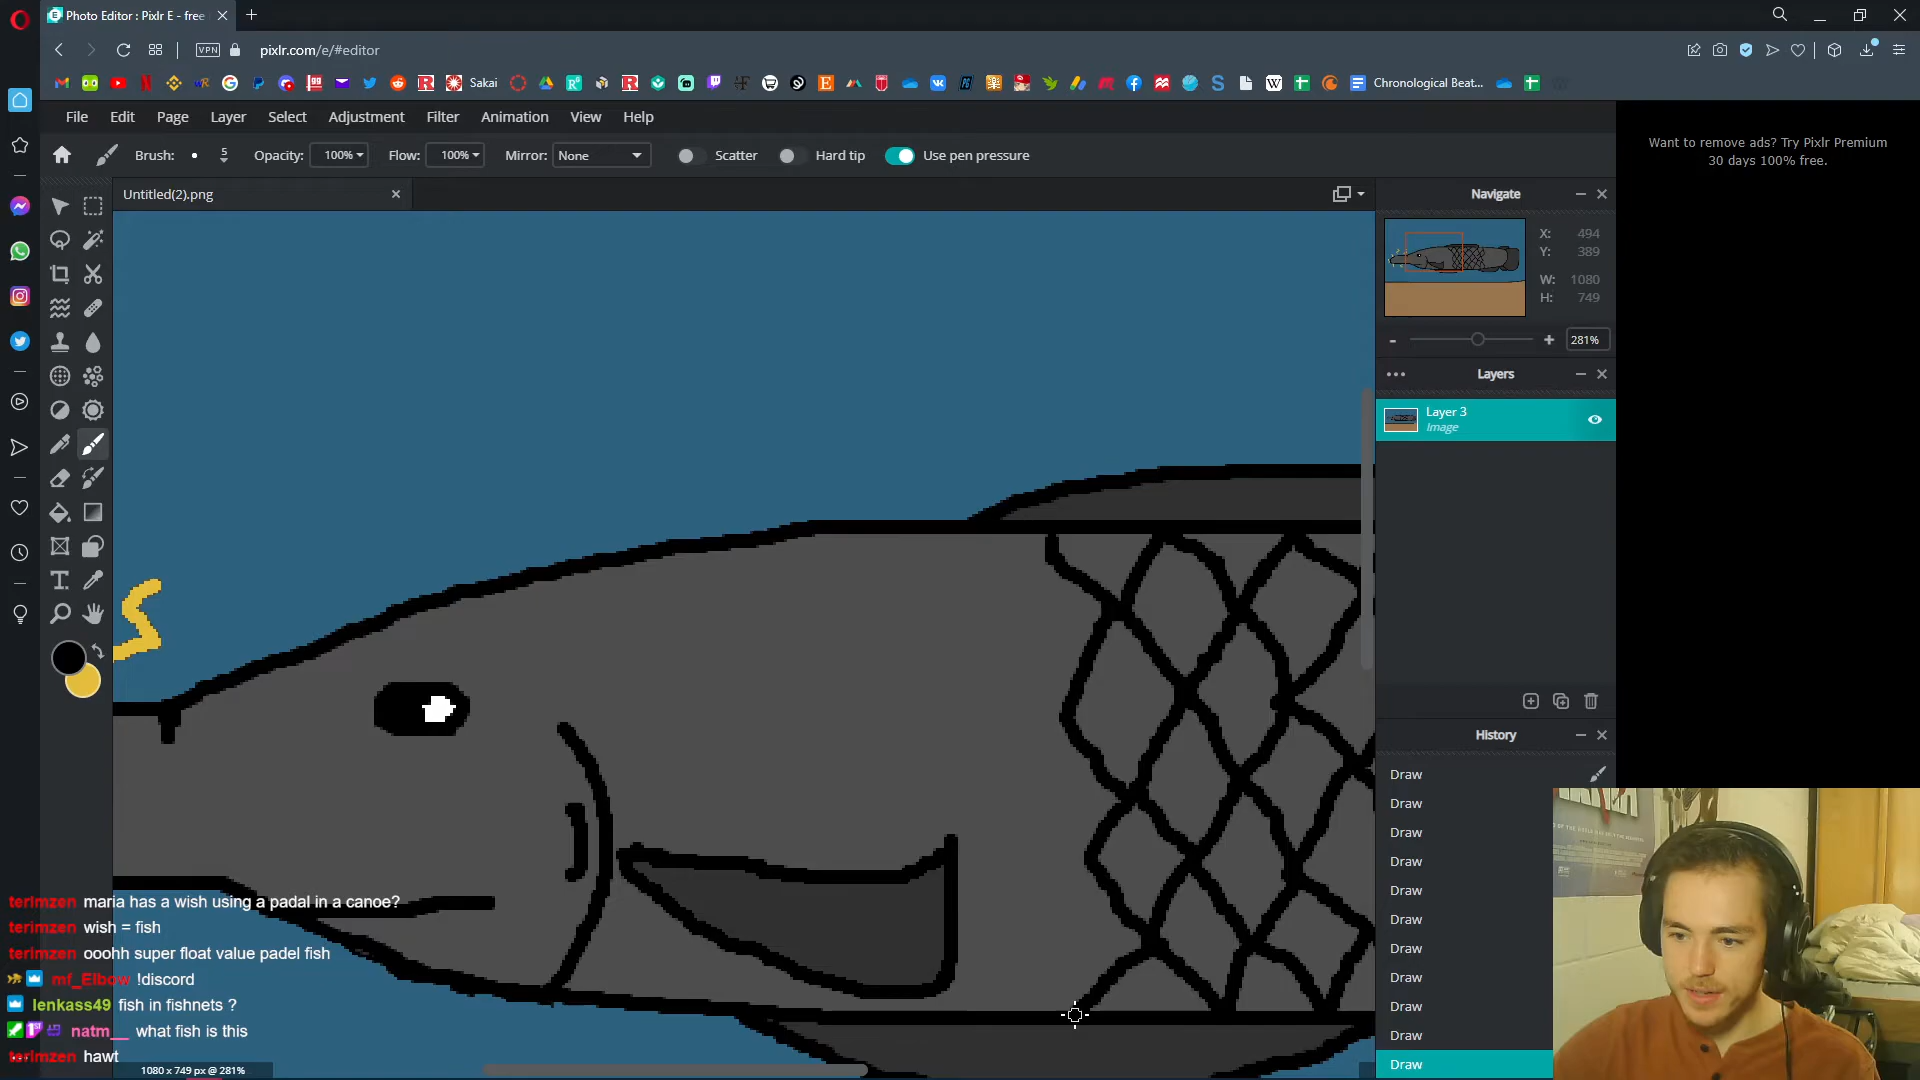 Photo Editor : Pixlr E - free
VPN
pixlr.com/e/#editor
Sakai
Chronological Beat...
File Edit Page Layer Select Adjustment Filter Animation View Help
Brush: 5 Opacity: 100% Flow: 100% Mirror: None Scatter Hard tip Use pen pressure
Want to remove ads? Try Pixlr Premium
30 days 100% free.
Untitled(2).png
Navigate
X: 494
Y: 389
W: 1080
H: 749
281%
Layers
Layer 3
Image
History
Draw
Draw
Draw
Draw
Draw
Draw
Draw
Draw
Draw
Draw
Draw
terimzen maria has a wish using a padal in a canoe?
terimzen wish = fish
terimzen ooohh super float value padel fish
mf_Elbow !discord
lenkass49 fish in fishnets ?
natm__ what fish is this
terimzen hawt
1080 x 749 px @ 281%